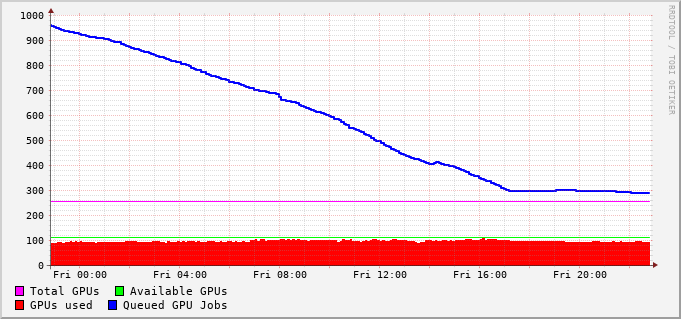 RRDTOOL / TOBI OETIKER
1000
900
800
700
600
500
400
300
200
100
0
Fri 00:00 Fri 04:00 Fri 08:00 Fri 12:00 Fri 16:00 Fri 20:00
Total GPUs Available GPUs
GPUs used Queued GPU Jobs